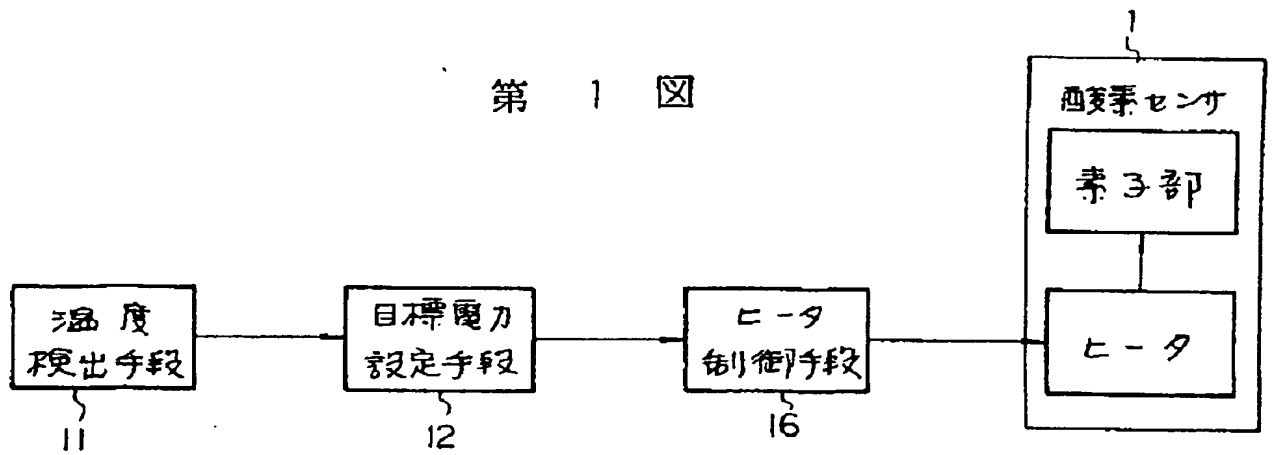 第 1 図
1
酸素センサ
素子部
ヒータ
温度
検出手段
11
目標電力
設定手段
12
ヒータ
制御手段
16